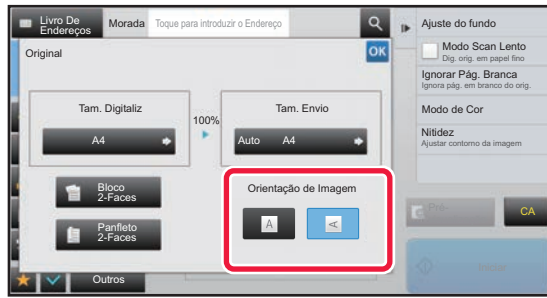 Livro De
Endereços
Morada
Toque para introduzir o Endereço
Original
OK
Tam. Digitaliz
A4
100%
Tam. Envio
Auto A4
Bloco
2-Faces
Panfleto
2-Faces
Orientação de Imagem
A
A
Outros
Ajuste do fundo
Modo Scan Lento
Dig. orig. em papel fino
Ignorar Pág. Branca
Ignora pág. em branco do orig.
Modo de Cor
Nitidez
Ajustar contorno da imagem
CA